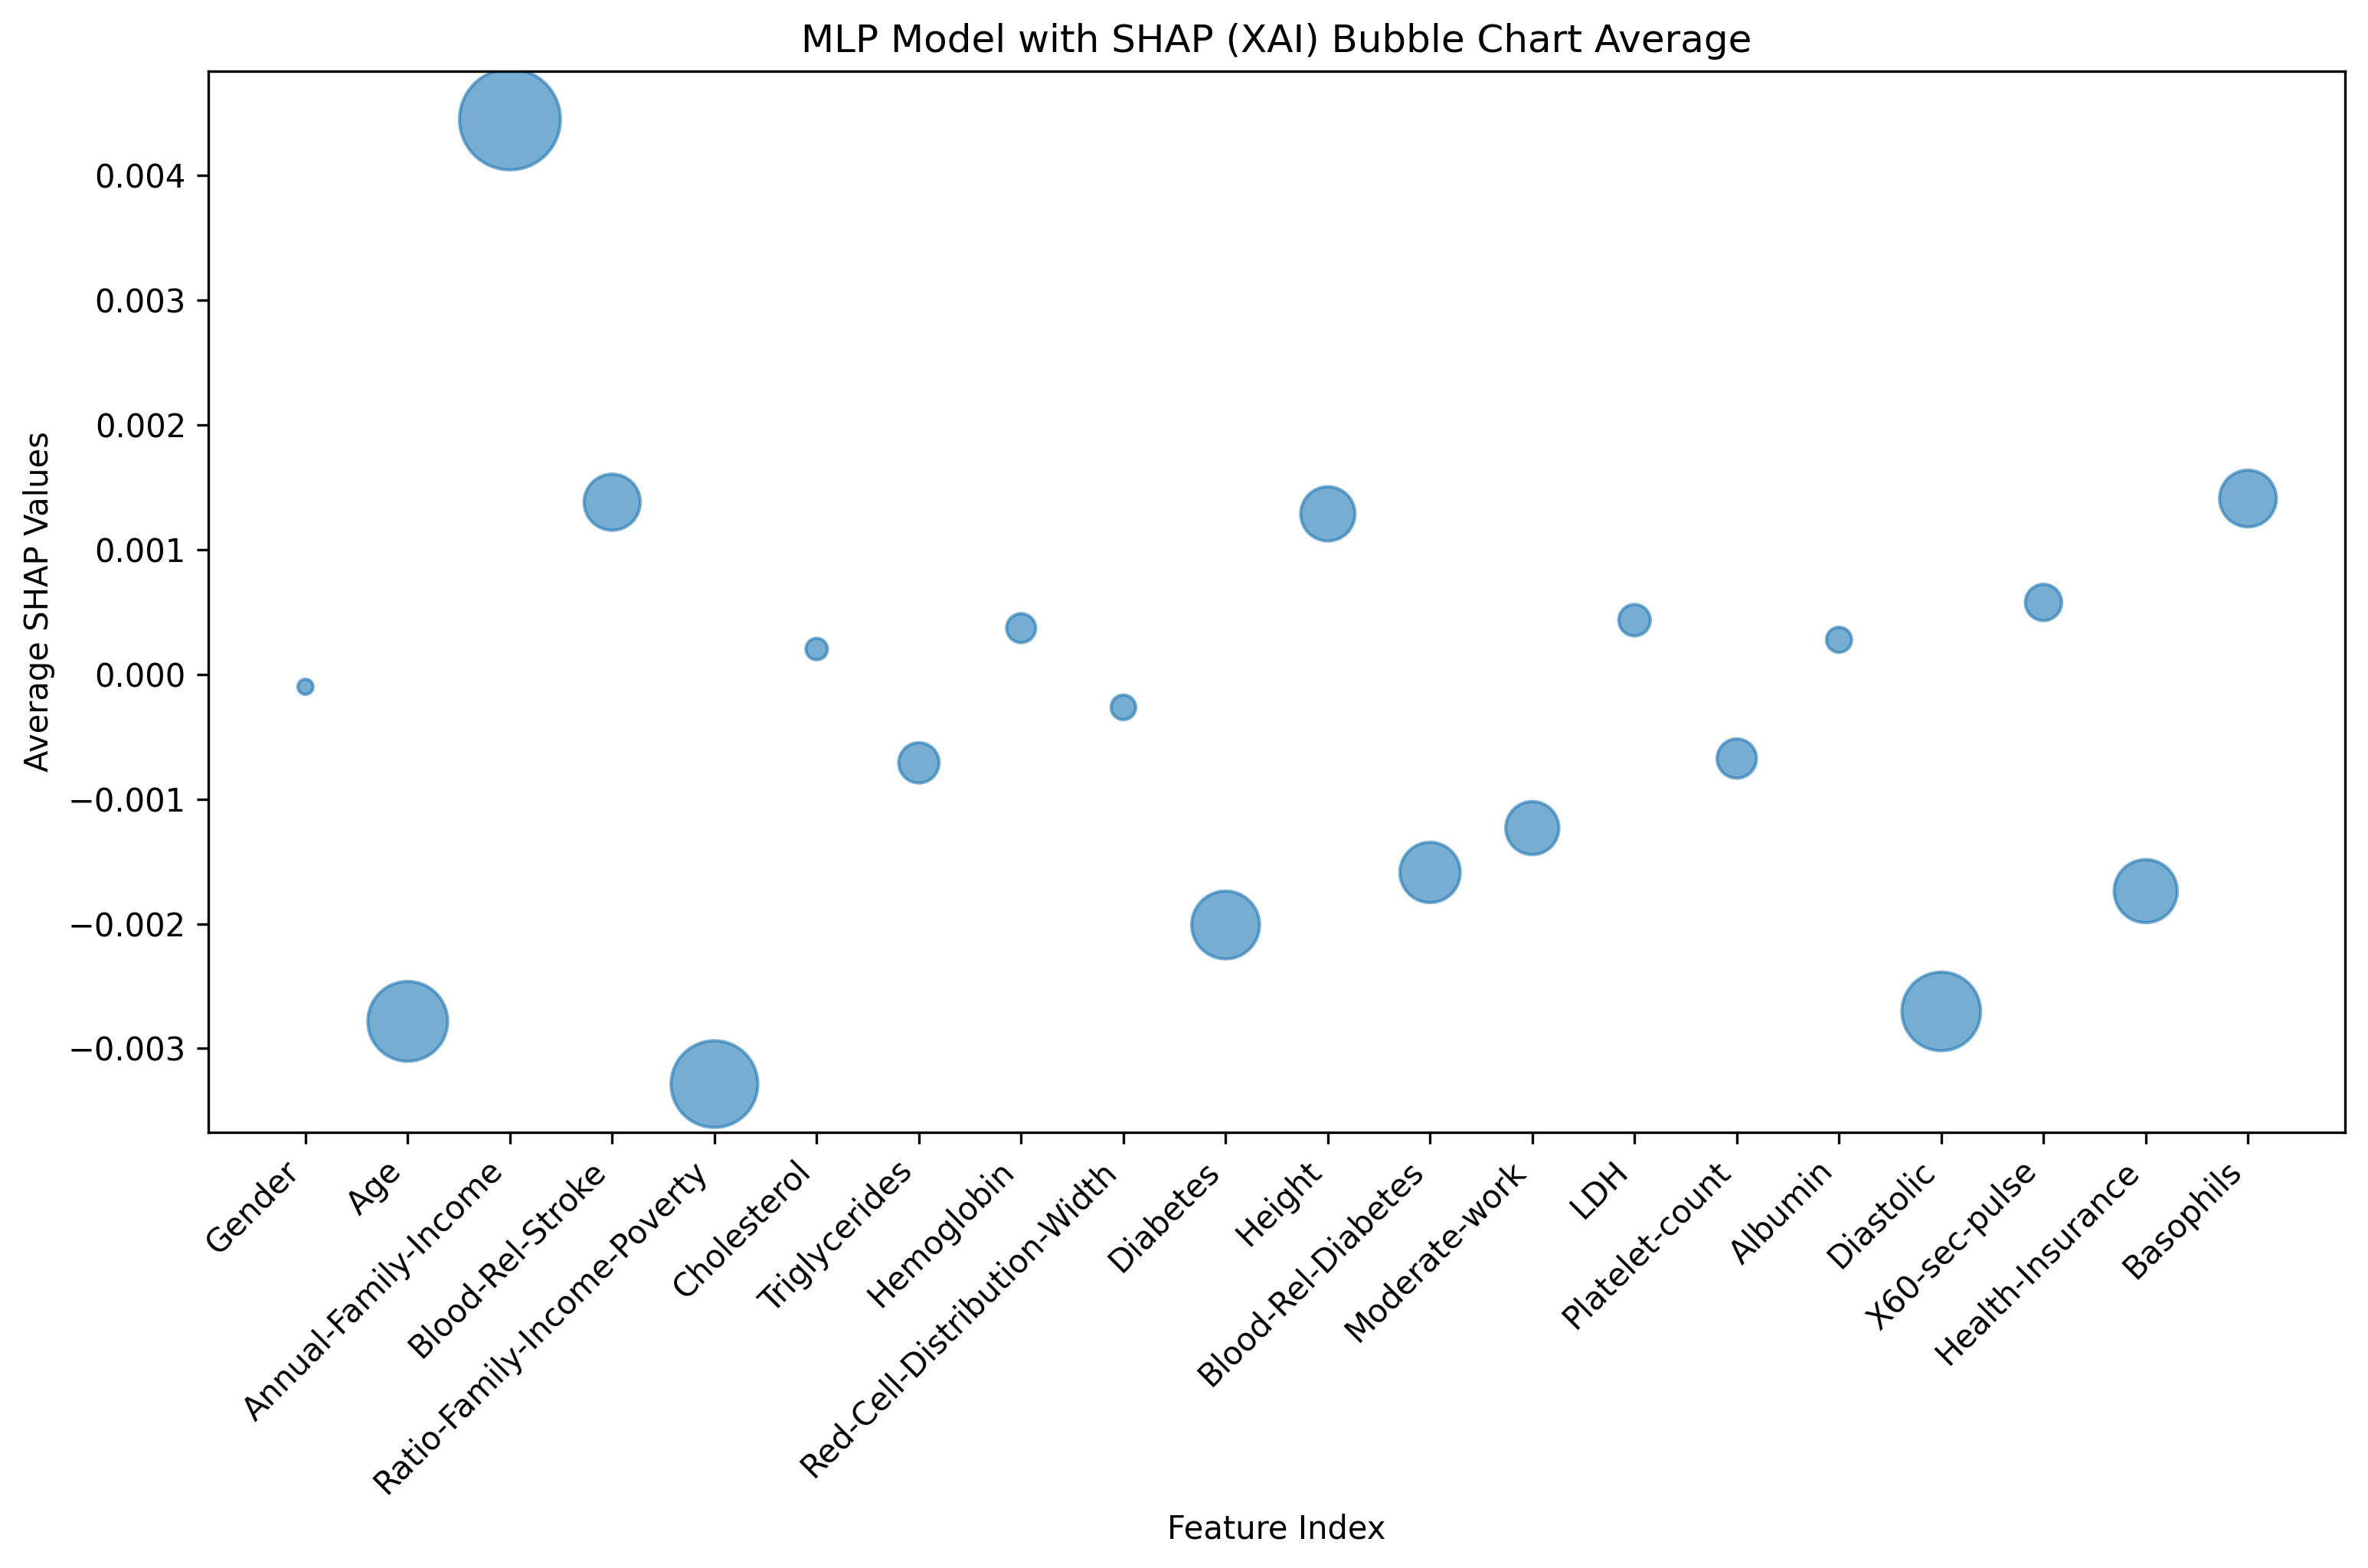 MLP Model with SHAP (XAI) Bubble Chart Average
Average SHAP Values
0.004
0.003
0.002
0.001
0.000
−0.001
−0.002
−0.003
Gender
Age
Annual-Family-Income
Blood-Rel-Stroke
Ratio-Family-Income-Poverty
Cholesterol
Triglycerides
Hemoglobin
Red-Cell-Distribution-Width
Diabetes
Height
Blood-Rel-Diabetes
Moderate-work
LDH
Platelet-count
Albumin
Diastolic
X60-sec-pulse
Health-Insurance
Basophils
Feature Index